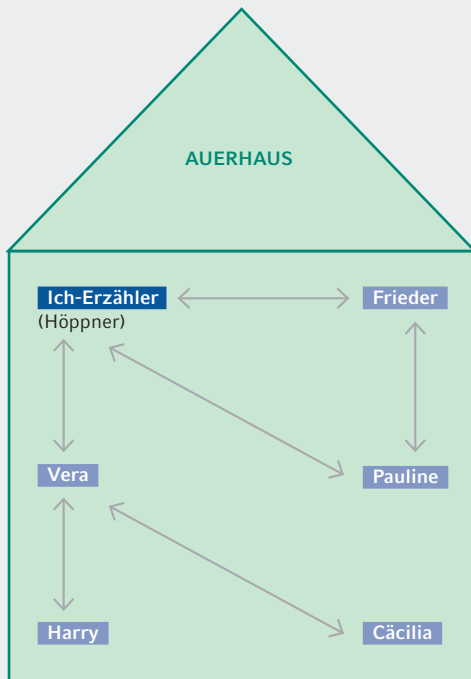 AUERHAUS
Ich-Erzähler
(Höppner)
Frieder
Vera
Pauline
Harry
Cäcilia